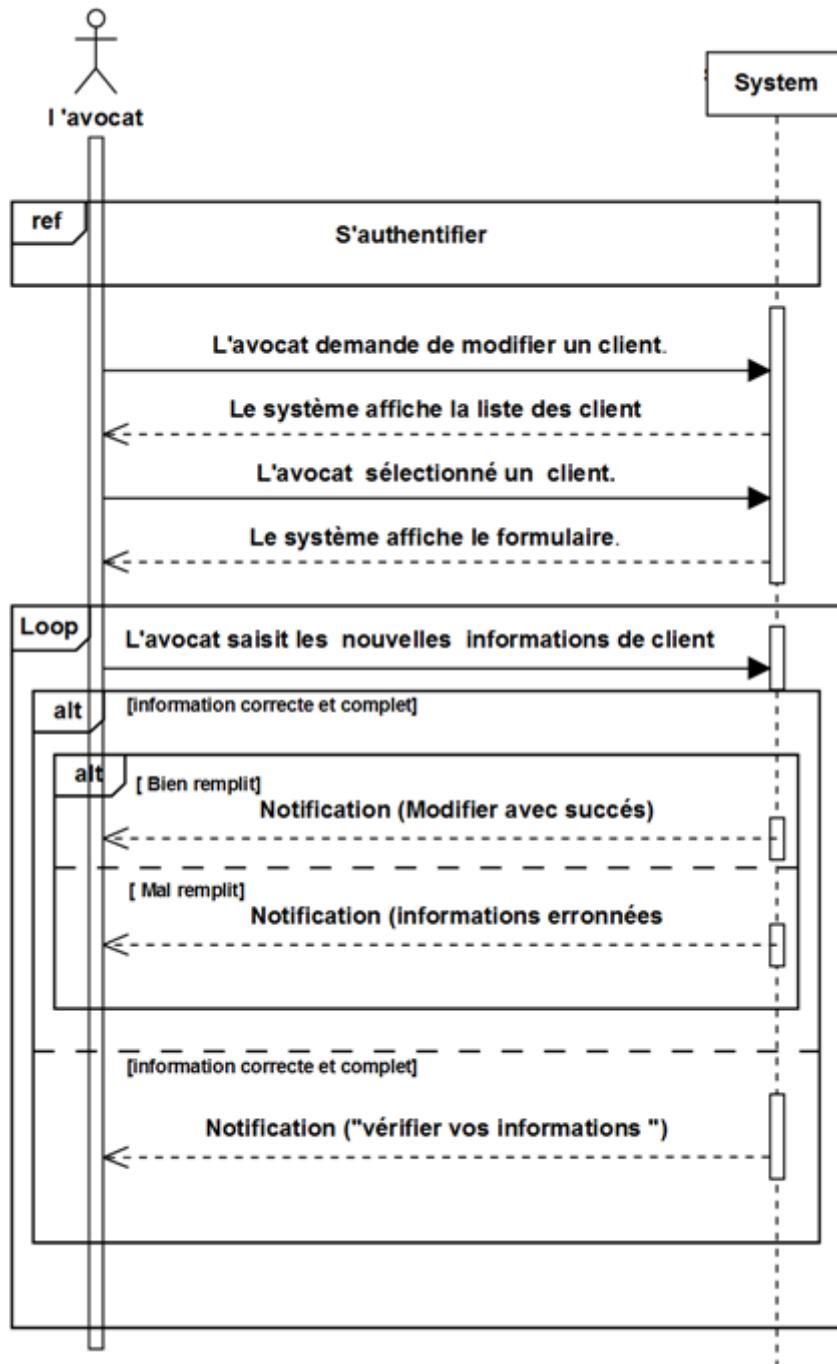 l 'avocat
System
ref
S'authentifier
L'avocat demande de modifier un client.
Le système affiche la liste des client
L'avocat sélectionné un client.
Le système affiche le formulaire.
Loop
L'avocat saisit les nouvelles informations de client
alt
[information correcte et complet]
alt
[ Bien remplit]
Notification (Modifier avec succés)
[ Mal remplit]
Notification (informations erronnées
[information correcte et complet]
Notification ("vérifier vos informations ")